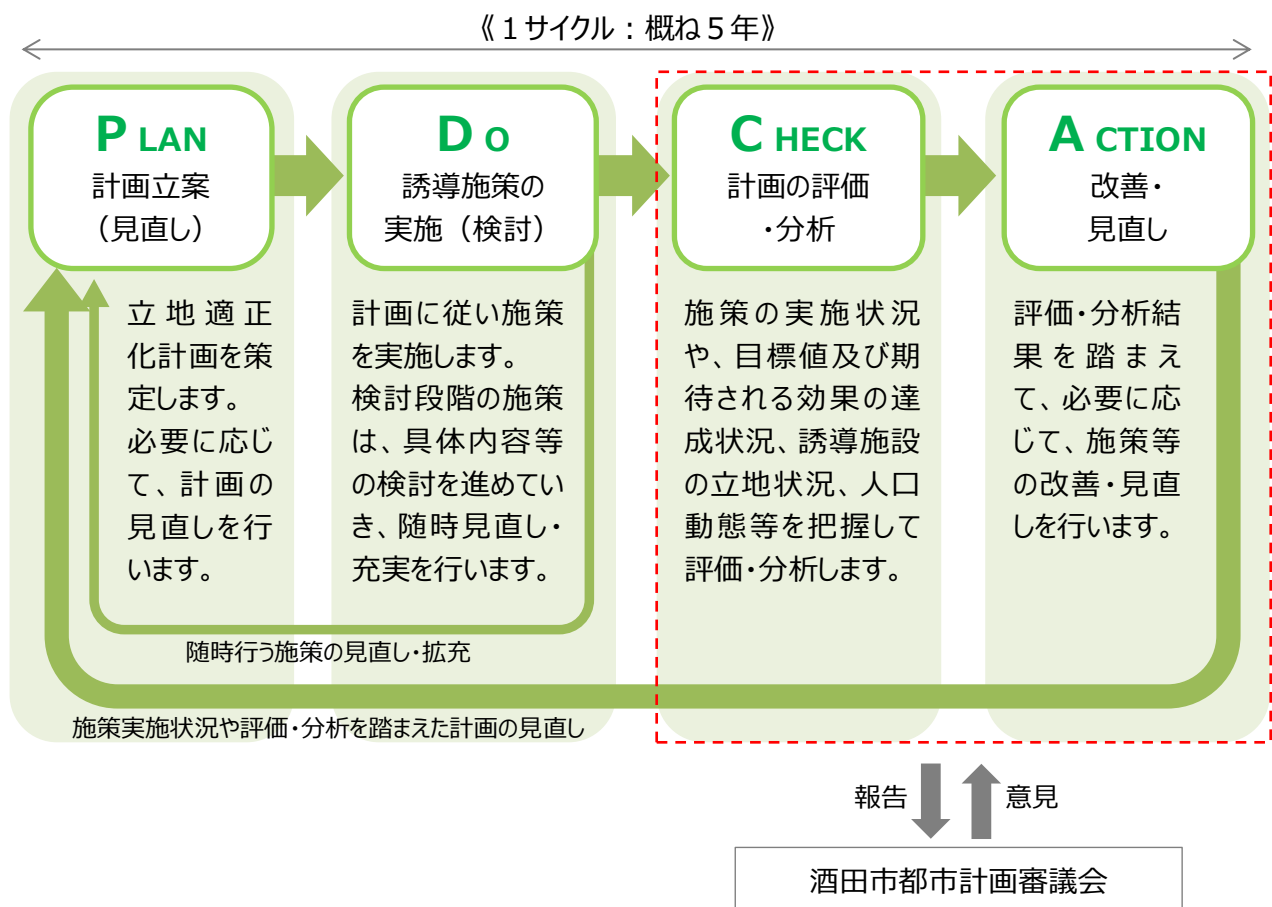 《１サイクル：概ね５年》
PLAN
計画立案
（見直し）
立地適正
化計画を策
定します。
必要に応じ
て、計画の
見直しを行
います。
DO
誘導施策の
実施（検討）
計画に従い施策
を実施します。
検討段階の施策
は、具体内容等
の検討を進めてい
き、随時見直し・
充実を行います。
CHECK
計画の評価
・分析
施策の実施状況
や、目標値及び期
待される効果の達
成状況、誘導施設
の立地状況、人口
動態等を把握して
評価・分析します。
ACTION
改善・
見直し
評価・分析結
果を踏まえ
て、必要に応
じて、施策等
の改善・見直
しを行います。
随時行う施策の見直し・拡充
施策実施状況や評価・分析を踏まえた計画の見直し
報告
意見
酒田市都市計画審議会